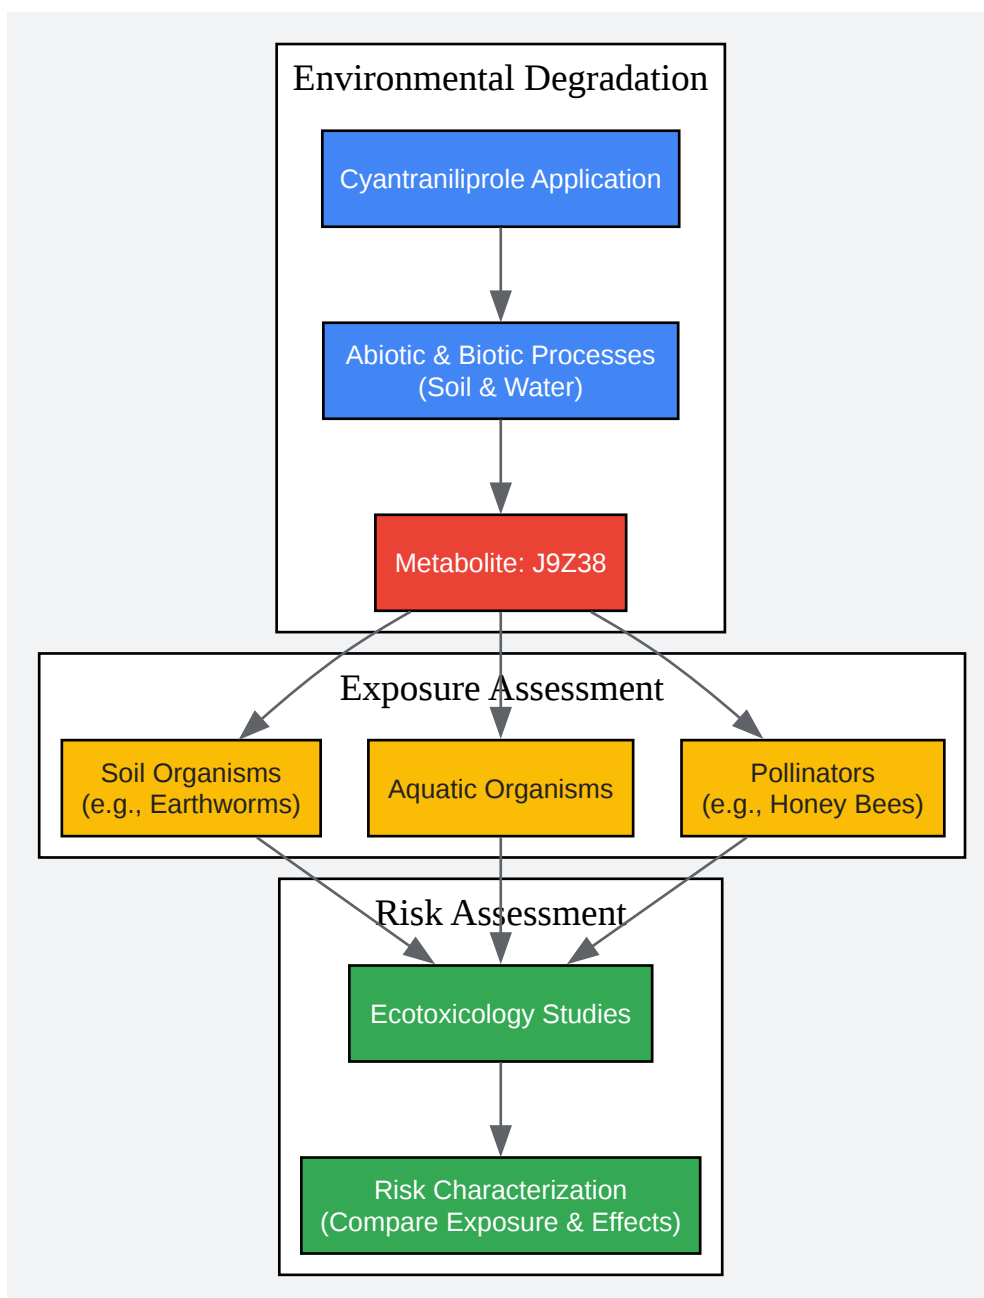 Environmental Degradation
Cyantraniliprole Application
Abiotic & Biotic Processes
(Soil & Water)
Metabolite: J9Z38
Exposure Assessment
Soil Organisms
(e.g., Earthworms)
Aquatic Organisms
Pollinators
(e.g., Honey Bees)
Risk Assessment
Ecotoxicology Studies
Risk Characterization
(Compare Exposure & Effects)